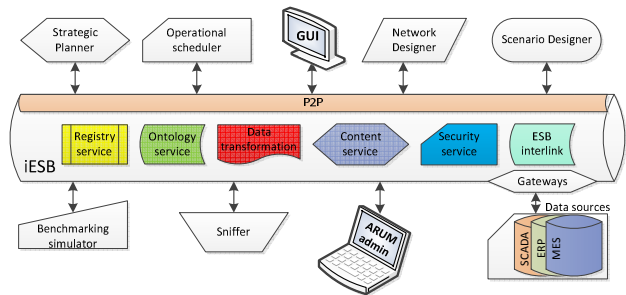 Strategic
Planner
Operational
scheduler
GUI
Network
Designer
Scenario Designer
P2P
Registry
service
Ontology
service
Data
transformation
Content
service
Security
service
ESB
interlink
iESB
Gateways
Benchmarking
simulator
Sniffer
ARUM
admin
Data sources
SCADA
ERP
MES